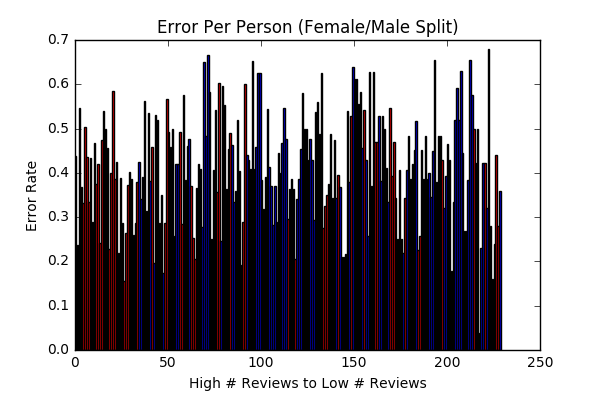 Error Per Person (Female/Male Split)
0.7
0.6
0.5
0.4
0.3
0.2
0.1
0.0
Error Rate
0 50 100 150 200 250
High # Reviews to Low # Reviews